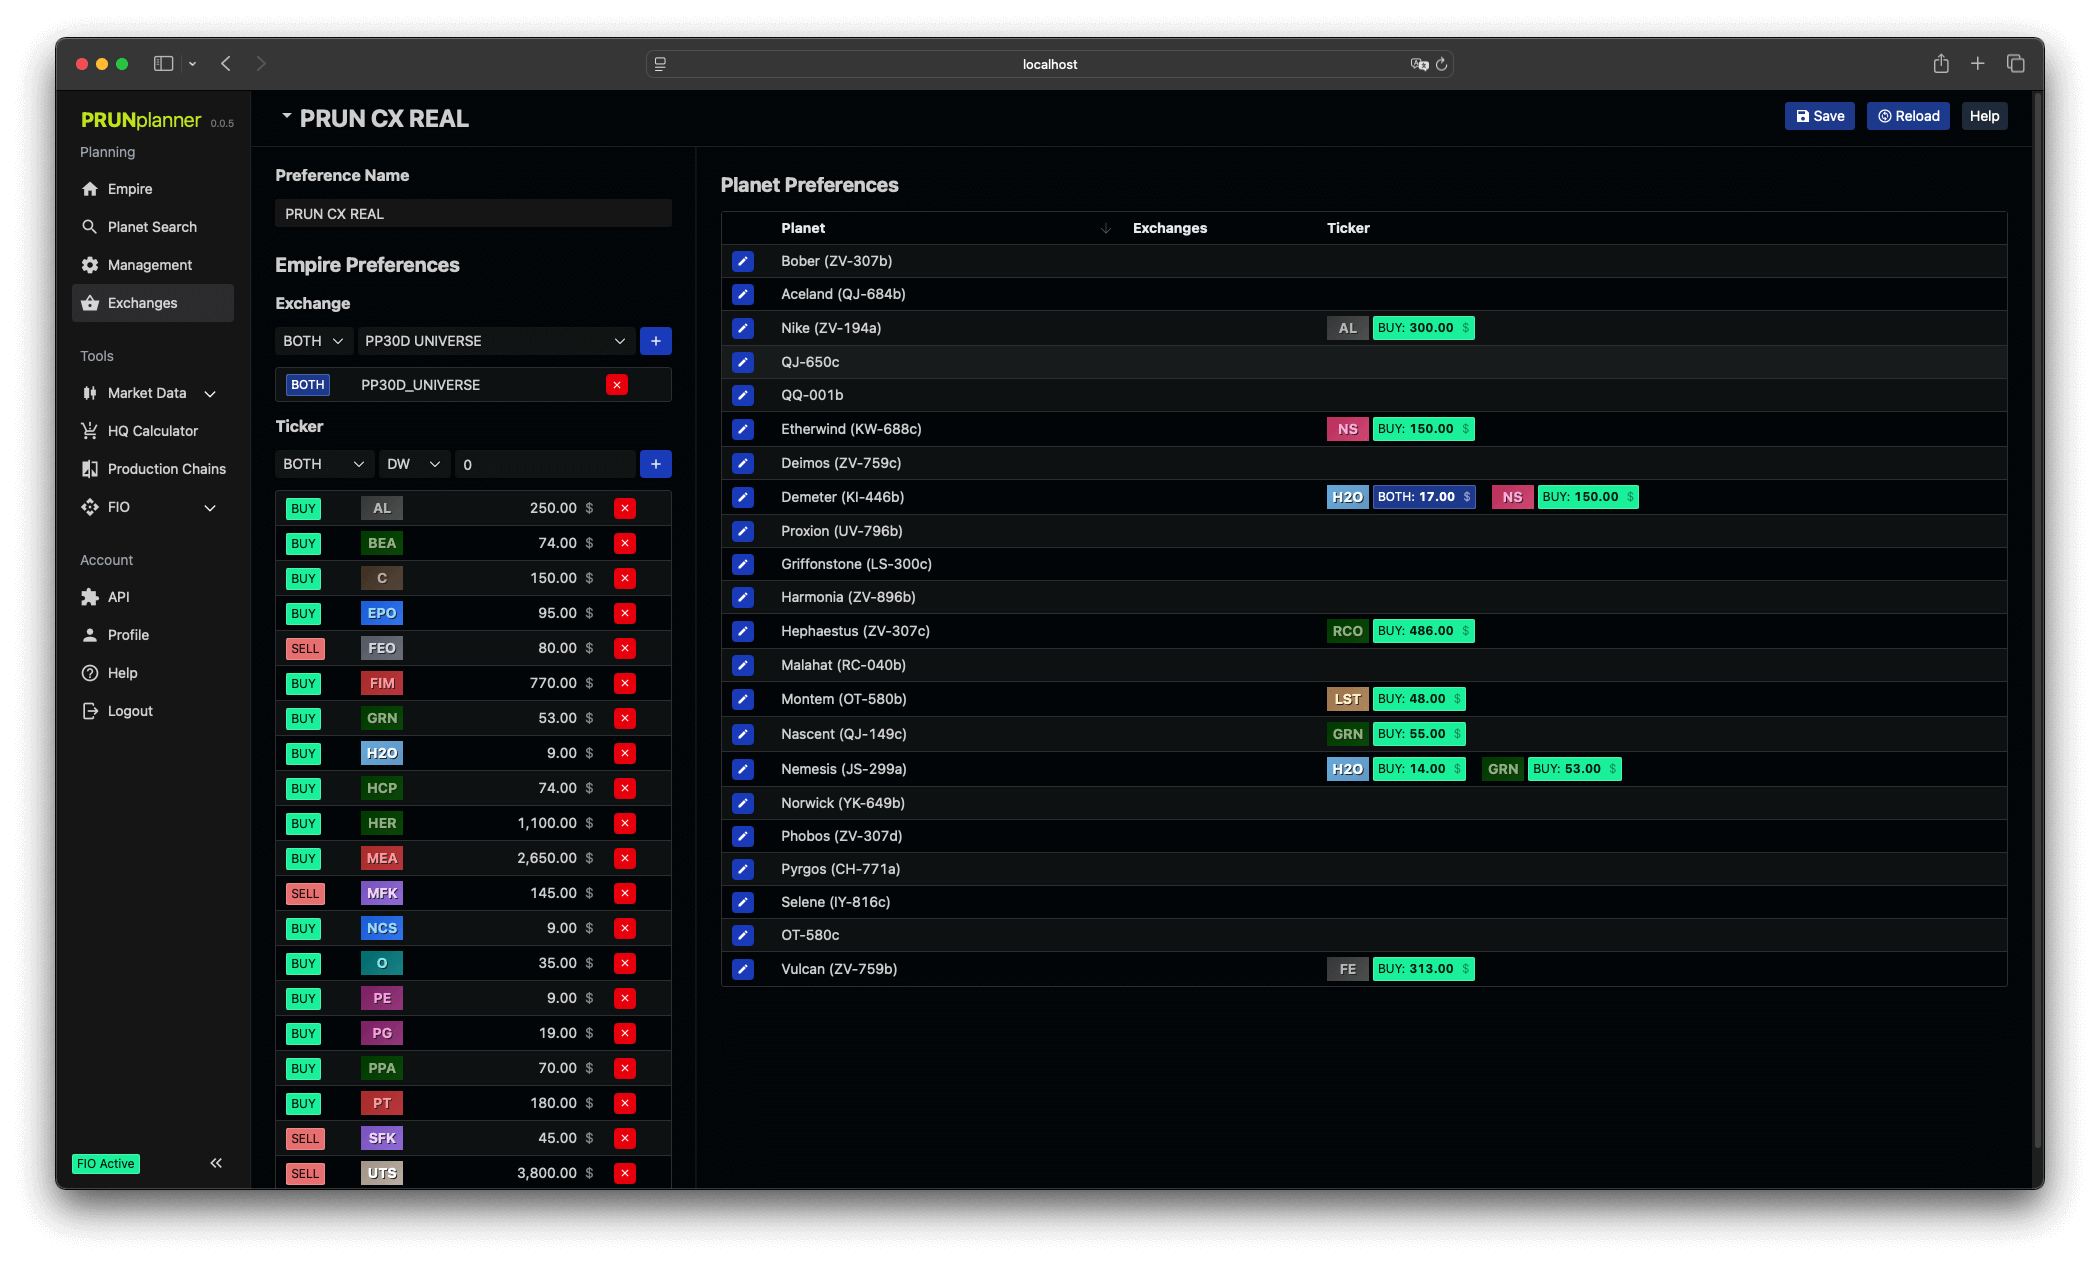 localhost
PRUNplanner 0.0.5
Planning
Empire
Planet Search
Management
Exchanges
Tools
Market Data
HQ Calculator
Production Chains
FIO
Account
API
Profile
Help
Logout
FIO Active
PRUN CX REAL
Save
Reload
Help
Preference Name
PRUN CX REAL
Empire Preferences
Exchange
BOTH PP30D UNIVERSE +
BOTH PP30D_UNIVERSE
Ticker
BOTH DW 0 +
BUY AL 250.00 $
BUY BEA 74.00 $
BUY C 150.00 $
BUY EPO 95.00 $
SELL FEO 80.00 $
BUY FIM 770.00 $
BUY GRN 53.00 $
BUY H2O 9.00 $
BUY HCP 74.00 $
BUY HER 1,100.00 $
BUY MEA 2,650.00 $
SELL MFK 145.00 $
BUY NCS 9.00 $
BUY O 35.00 $
BUY PE 9.00 $
BUY PG 19.00 $
BUY PPA 70.00 $
BUY PT 180.00 $
SELL SFK 45.00 $
SELL UTS 3,800.00 $
Planet Preferences
Planet Exchanges Ticker
Bober (ZV-307b)
Aceland (QJ-684b)
Nike (ZV-194a) AL BUY: 300.00 $
QJ-650c
QQ-001b
Etherwind (KW-688c) NS BUY: 150.00 $
Deimos (ZV-759c)
Demeter (KI-446b) H2O BOTH: 17.00 $ NS BUY: 150.00 $
Proxion (UV-796b)
Griffonstone (LS-300c)
Harmonia (ZV-896b)
Hephaestus (ZV-307c) RCO BUY: 486.00 $
Malahat (RC-040b)
Montem (OT-580b) LST BUY: 48.00 $
Nascent (QJ-149c) GRN BUY: 55.00 $
Nemesis (JS-299a) H2O BUY: 14.00 $ GRN BUY: 53.00 $
Norwick (YK-649b)
Phobos (ZV-307d)
Pyrgos (CH-771a)
Selene (IY-816c)
OT-580c
Vulcan (ZV-759b) FE BUY: 313.00 $